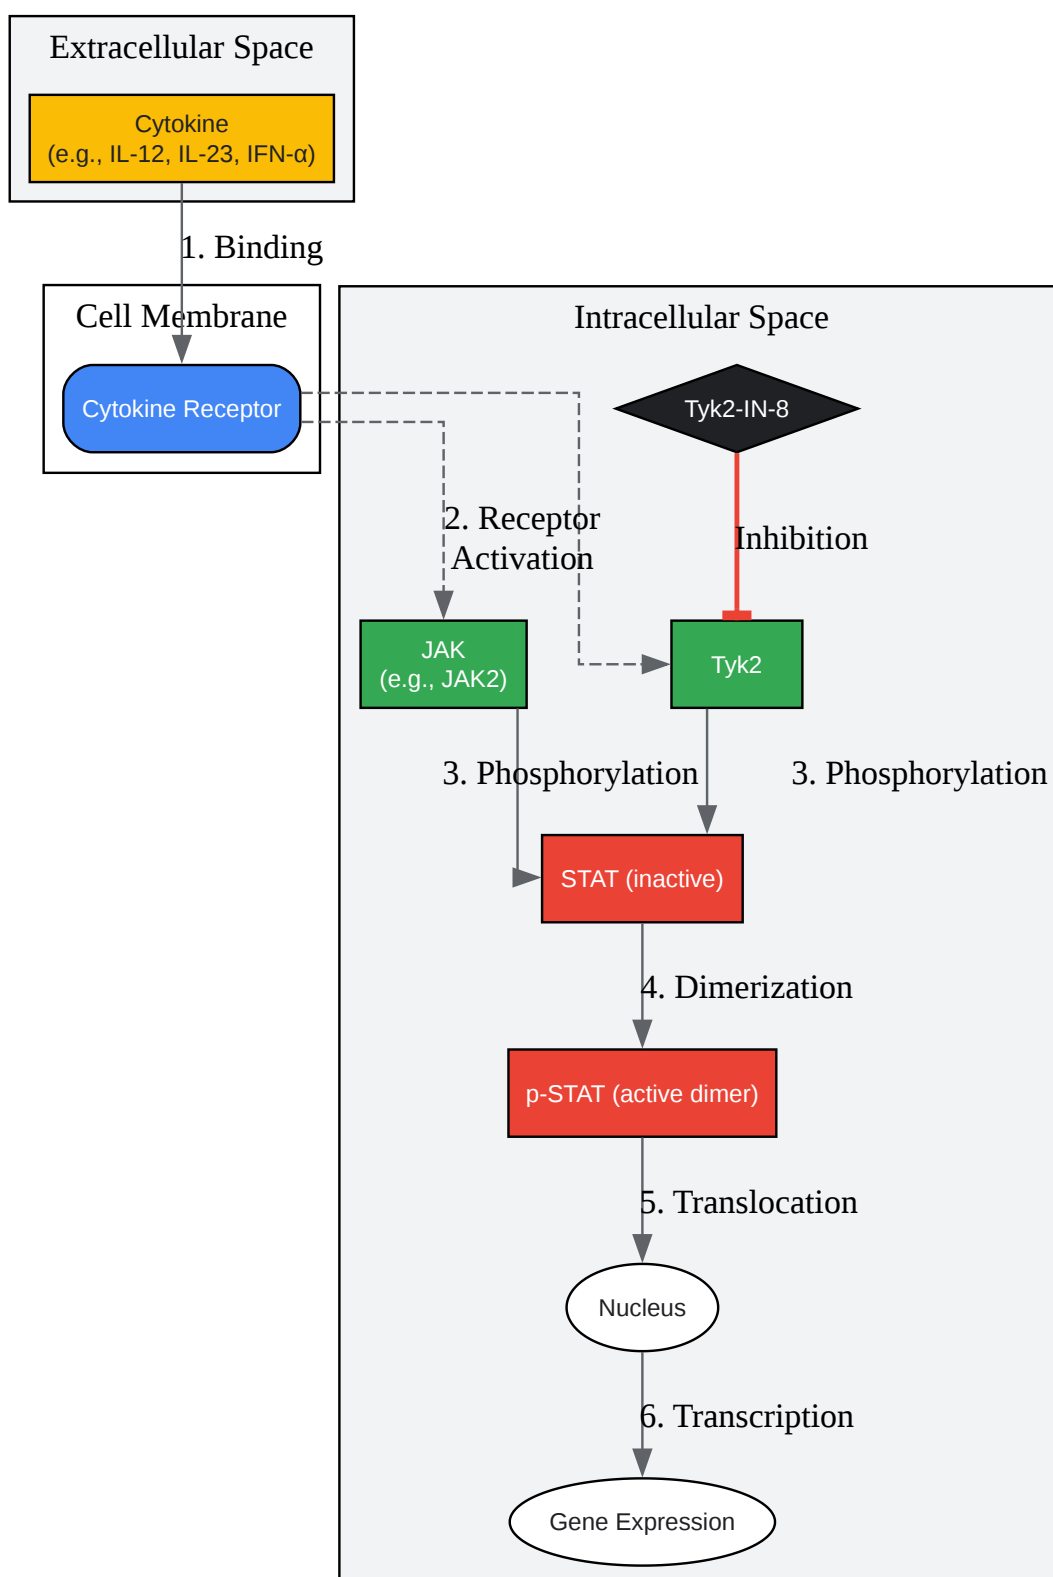 Extracellular Space
Cytokine
(e.g., IL-12, IL-23, IFN-α)
1. Binding
Cell Membrane
Cytokine Receptor
Intracellular Space
Tyk2-IN-8
2. Receptor
Activation
Inhibition
JAK
(e.g., JAK2)
Tyk2
3. Phosphorylation
3. Phosphorylation
STAT (inactive)
4. Dimerization
p-STAT (active dimer)
5. Translocation
Nucleus
6. Transcription
Gene Expression